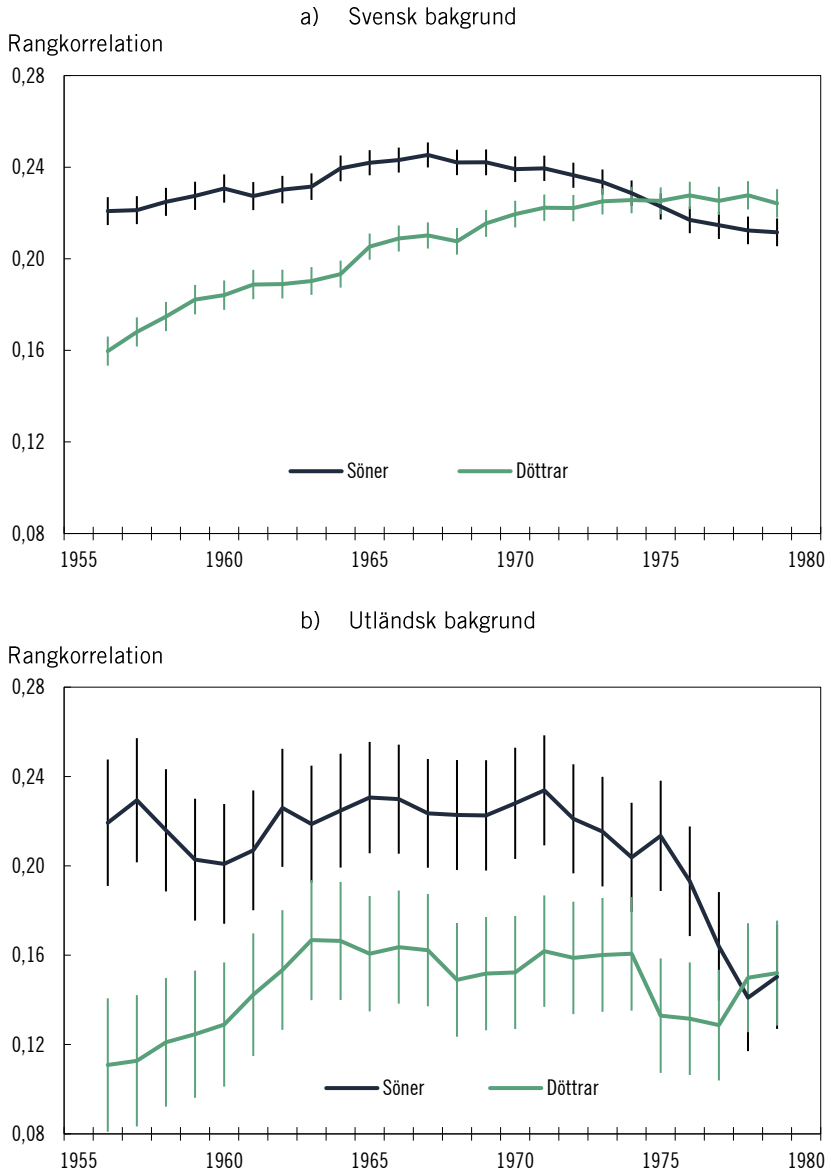 a) Svensk bakgrund
Rangkorrelation
0,28
0,24
0,20
0,16
0,12
Söner Döttrar
0,08
1955 1960 1965 1970 1975 1980
b) Utländsk bakgrund
Rangkorrelation
0,28
0,24
0,20
0,16
0,12
Söner Döttrar
0,08
1955 1960 1965 1970 1975 1980